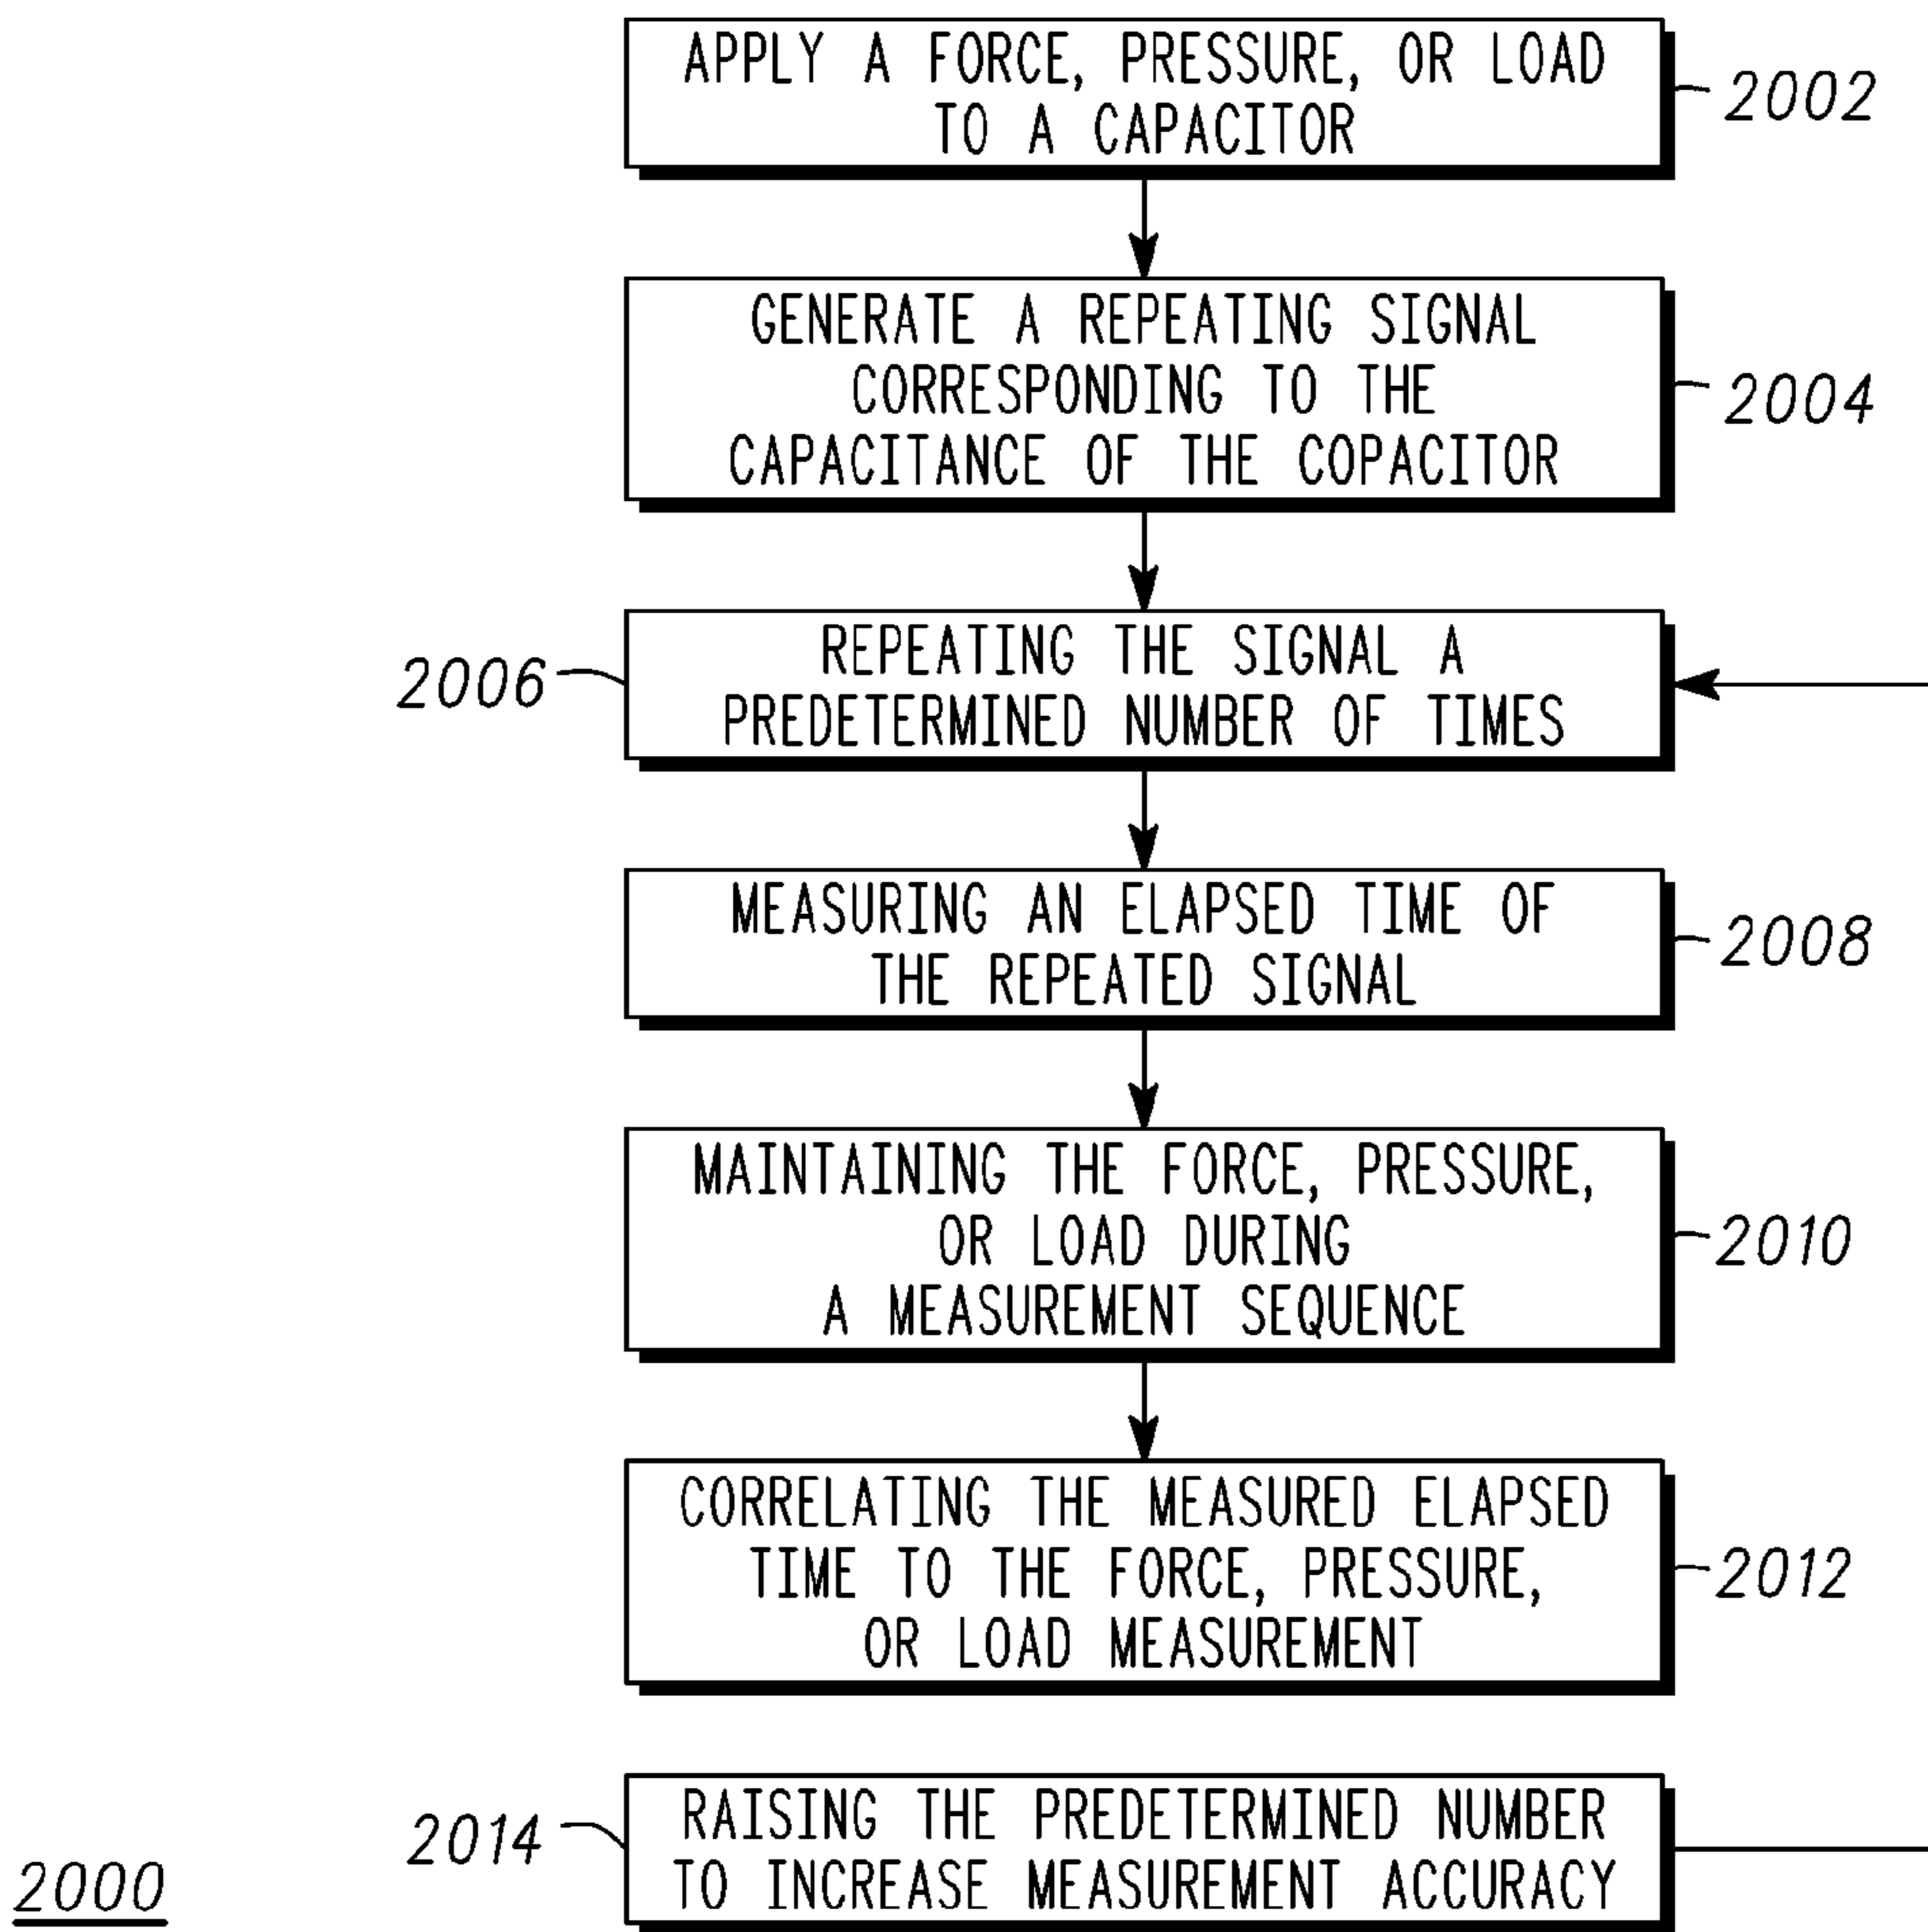 APPLY A FORCE, PRESSURE, OR LOAD
TO A CAPACITOR
2002
GENERATE A REPEATING SIGNAL
CORRESPONDING TO THE
CAPACITANCE OF THE COPACITOR
2004
REPEATING THE SIGNAL A
PREDETERMINED NUMBER OF TIMES
2006
MEASURING AN ELAPSED TIME OF
THE REPEATED SIGNAL
2008
MAINTAINING THE FORCE, PRESSURE,
OR LOAD DURING
A MEASUREMENT SEQUENCE
2010
CORRELATING THE MEASURED ELAPSED
TIME TO THE FORCE, PRESSURE,
OR LOAD MEASUREMENT
2012
RAISING THE PREDETERMINED NUMBER
TO INCREASE MEASUREMENT ACCURACY
2014
2000